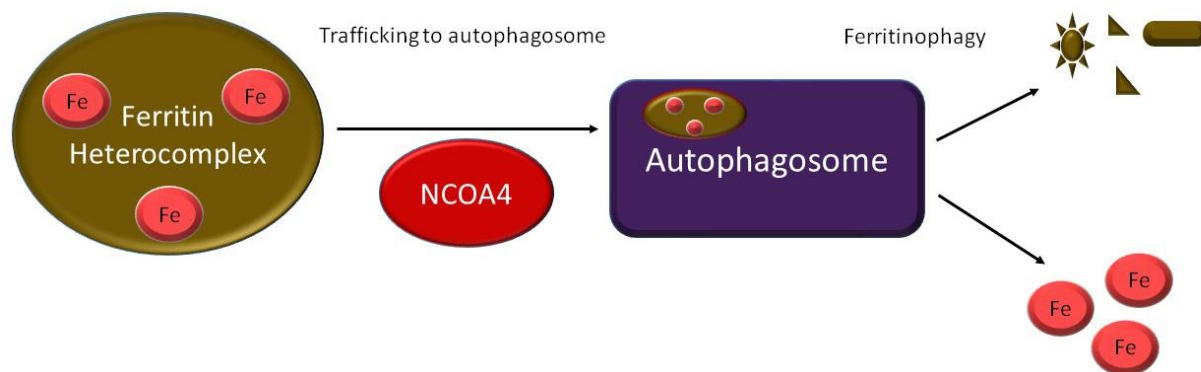 Trafficking to autophagosome
Ferritinophagy
Fe
Fe
Ferritin
Heterocomplex
Fe
NCOA4
Autophagosome
Fe
Fe
Fe